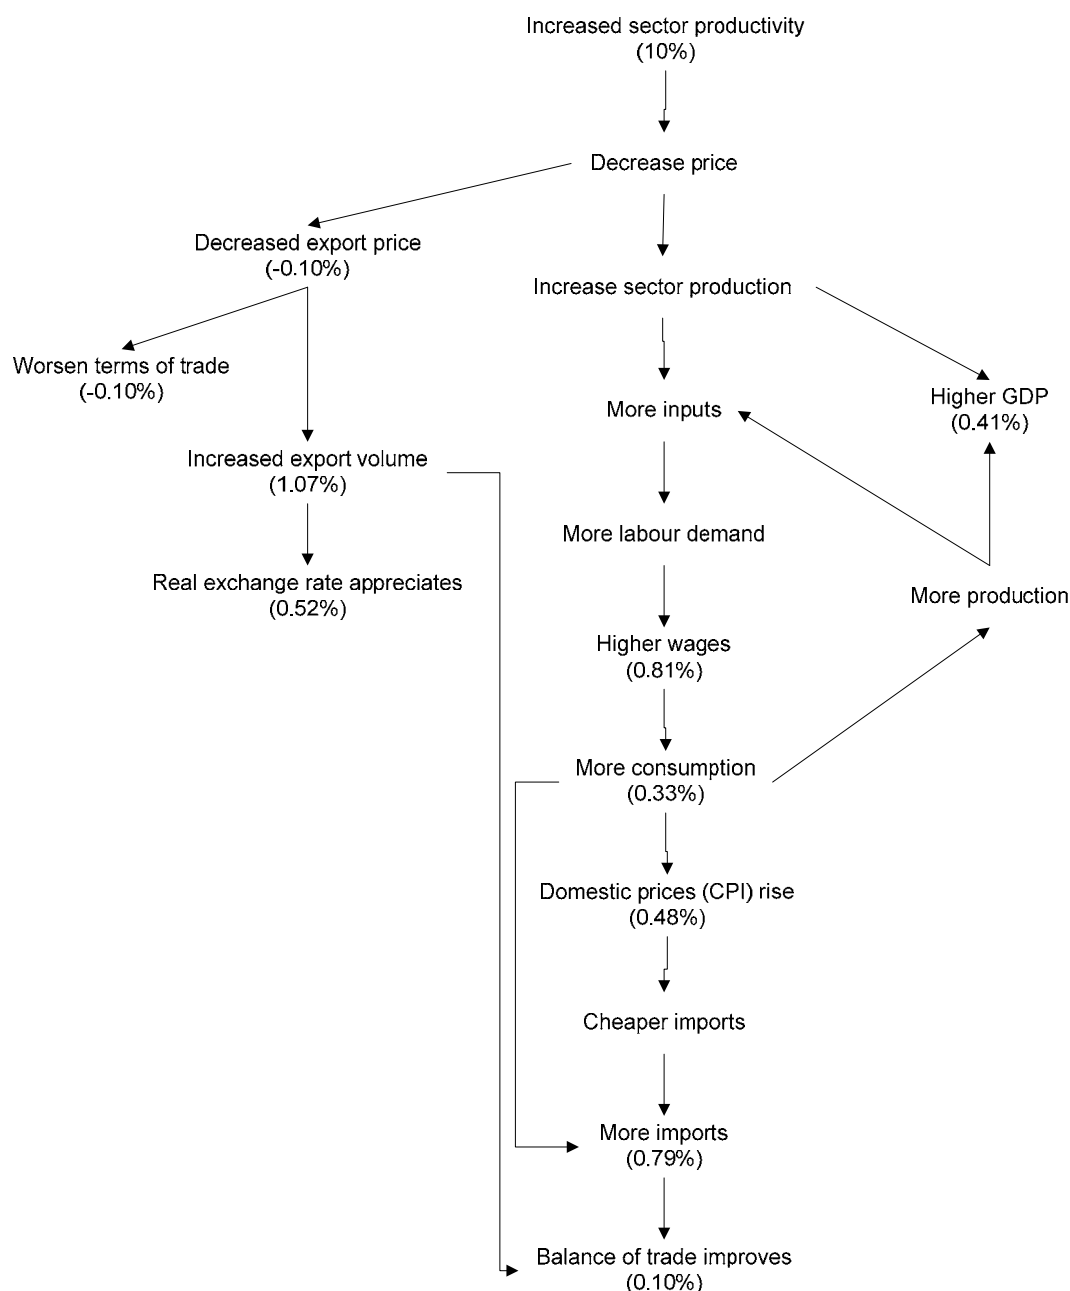 Increased sector productivity
(10%)
Decrease price
Decreased export price
(-0.10%)
Increase sector production
Worsen terms of trade
(-0.10%)
Higher GDP
(0.41%)
More inputs
Increased export volume
(1.07%)
More labour demand
Real exchange rate appreciates
(0.52%)
More production
Higher wages
(0.81%)
More consumption
(0.33%)
Domestic prices (CPI) rise
(0.48%)
Cheaper imports
More imports
(0.79%)
Balance of trade improves
(0.10%)